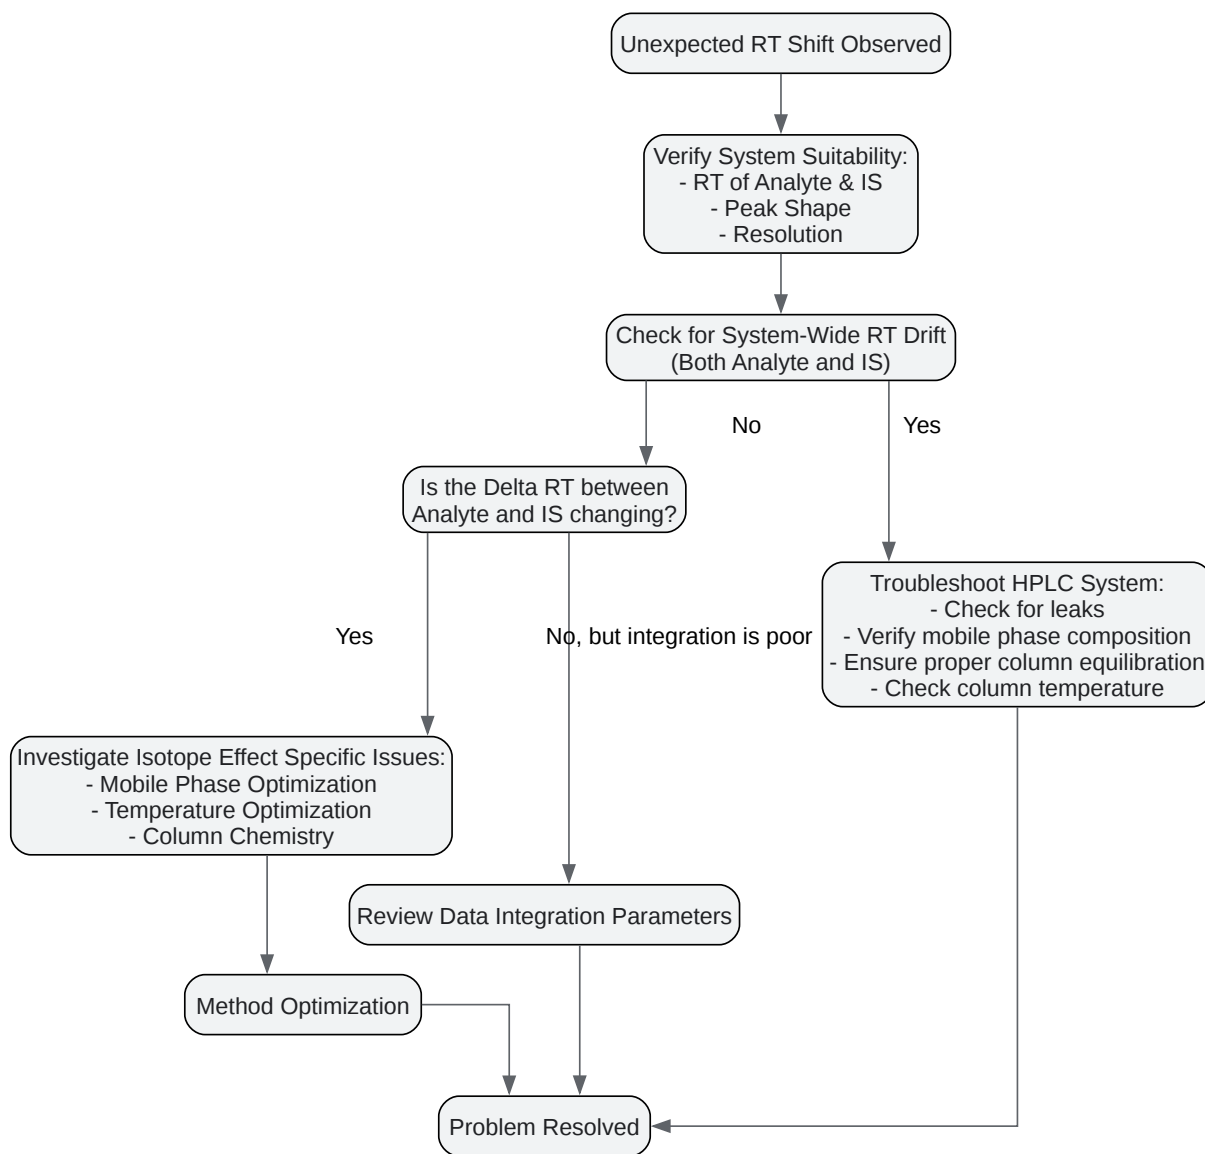 Unexpected RT Shift Observed
Verify System Suitability:
- RT of Analyte & IS
- Peak Shape
- Resolution
Check for System-Wide RT Drift
(Both Analyte and IS)
No
Yes
Is the Delta RT between
Analyte and IS changing?
Troubleshoot HPLC System:
- Check for leaks
- Verify mobile phase composition
- Ensure proper column equilibration
- Check column temperature
Yes
No, but integration is poor
Investigate Isotope Effect Specific Issues:
- Mobile Phase Optimization
- Temperature Optimization
- Column Chemistry
Review Data Integration Parameters
Method Optimization
Problem Resolved